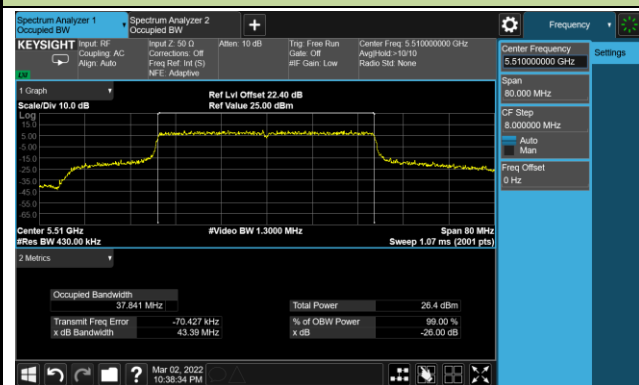 Spectrum Analyzer 1
Occupied BW
Spectrum Analyzer 2
Occupied BW
+
Frequency
KEYSIGHT
Input: RF
Coupling: AC
Align: Auto
Input Z: 50 Ω
Corrections: Off
Freq Ref: Int (S)
NFE: Adaptive
Atten: 10 dB
Trig: Free Run
Gate: Off
#IF Gain: Low
Center Freq: 5.510000000 GHz
Avg|Hold:>10/10
Radio Std: None
Center Frequency
5.510000000 GHz
Settings
Span
80.000 MHz
CF Step
8.000000 MHz
Auto
Man
Freq Offset
0 Hz
1 Graph
Scale/Div 10.0 dB
Ref Lvl Offset 22.40 dB
Ref Value 25.00 dBm
Log
15.0
5.00
-5.00
-15.0
-25.0
-35.0
-45.0
-55.0
-65.0
Center 5.51 GHz
#Res BW 430.00 kHz
#Video BW 1.3000 MHz
Span 80 MHz
Sweep 1.07 ms (2001 pts)
2 Metrics
Occupied Bandwidth
37.841 MHz
Total Power 26.4 dBm
Transmit Freq Error -70.427 kHz
% of OBW Power 99.00 %
x dB Bandwidth 43.39 MHz
x dB -26.00 dB
?
Mar 02, 2022
10:38:34 PM